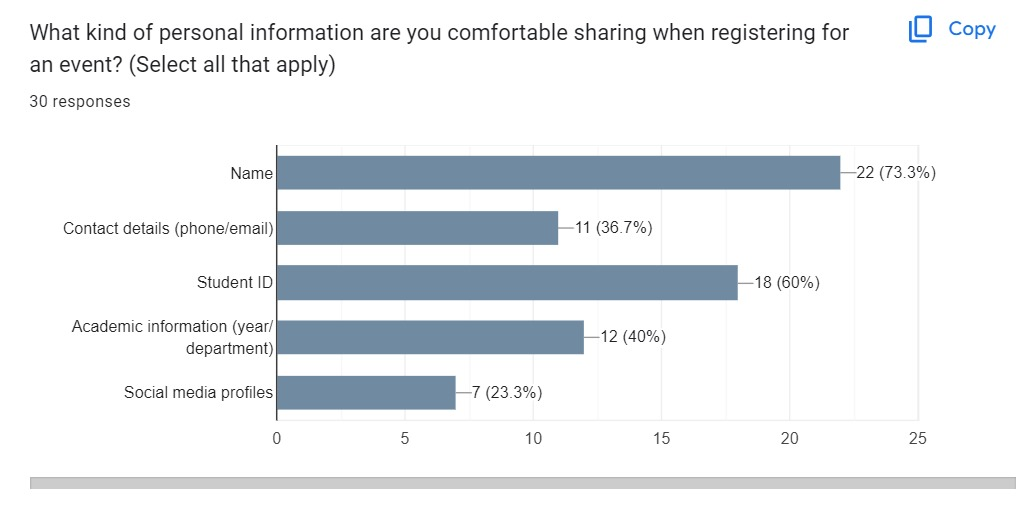 What kind of personal information are you comfortable sharing when registering for
an event? (Select all that apply)
Copy
30 responses
Name
22 (73.3%)
Contact details (phone/email)
11 (36.7%)
Student ID
18 (60%)
Academic information (year/
department)
12 (40%)
Social media profiles
7 (23.3%)
0 5 10 15 20 25